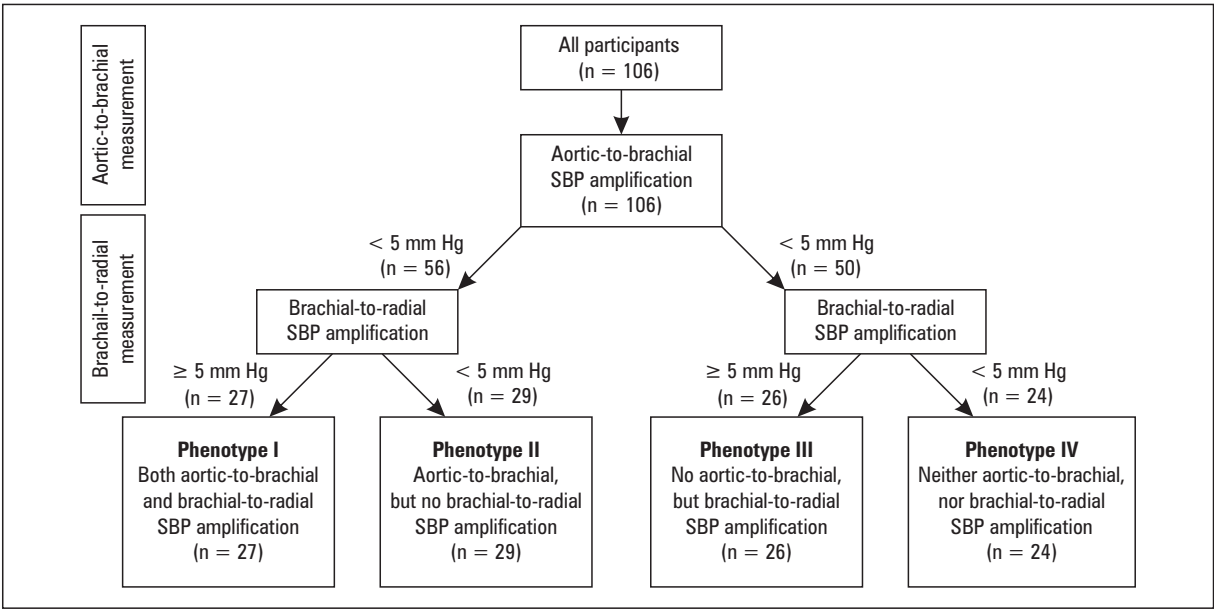 Aortic-to-brachial
measurement
Brachail-to-radial
measurement
All participants
(n = 106)
Aortic-to-brachial
SBP amplification
(n = 106)
< 5 mm Hg
(n = 56)
< 5 mm Hg
(n = 50)
Brachial-to-radial
SBP amplification
Brachial-to-radial
SBP amplification
≥ 5 mm Hg
(n = 27)
< 5 mm Hg
(n = 29)
≥ 5 mm Hg
(n = 26)
< 5 mm Hg
(n = 24)
Phenotype I
Both aortic-to-brachial
and brachial-to-radial
SBP amplification
(n = 27)
Phenotype II
Aortic-to-brachial,
but no brachial-to-radial
SBP amplification
(n = 29)
Phenotype III
No aortic-to-brachial,
but brachial-to-radial
SBP amplification
(n = 26)
Phenotype IV
Neither aortic-to-brachial,
nor brachial-to-radial
SBP amplification
(n = 24)